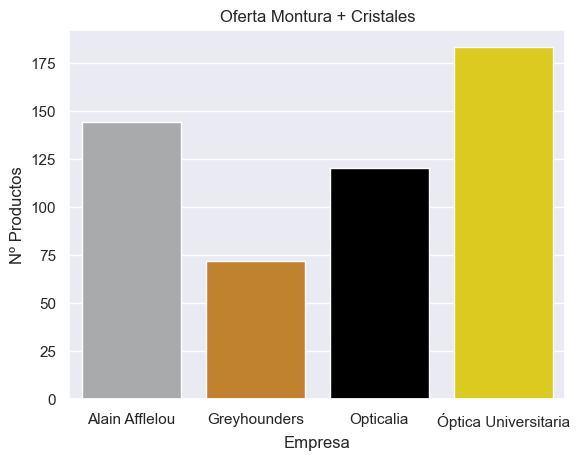 Oferta Montura + Cristales
Nº Productos
175
150
125
100
75
50
25
0
Alain Afflelou
Greyhounders
Opticalia
Óptica Universitaria
Empresa